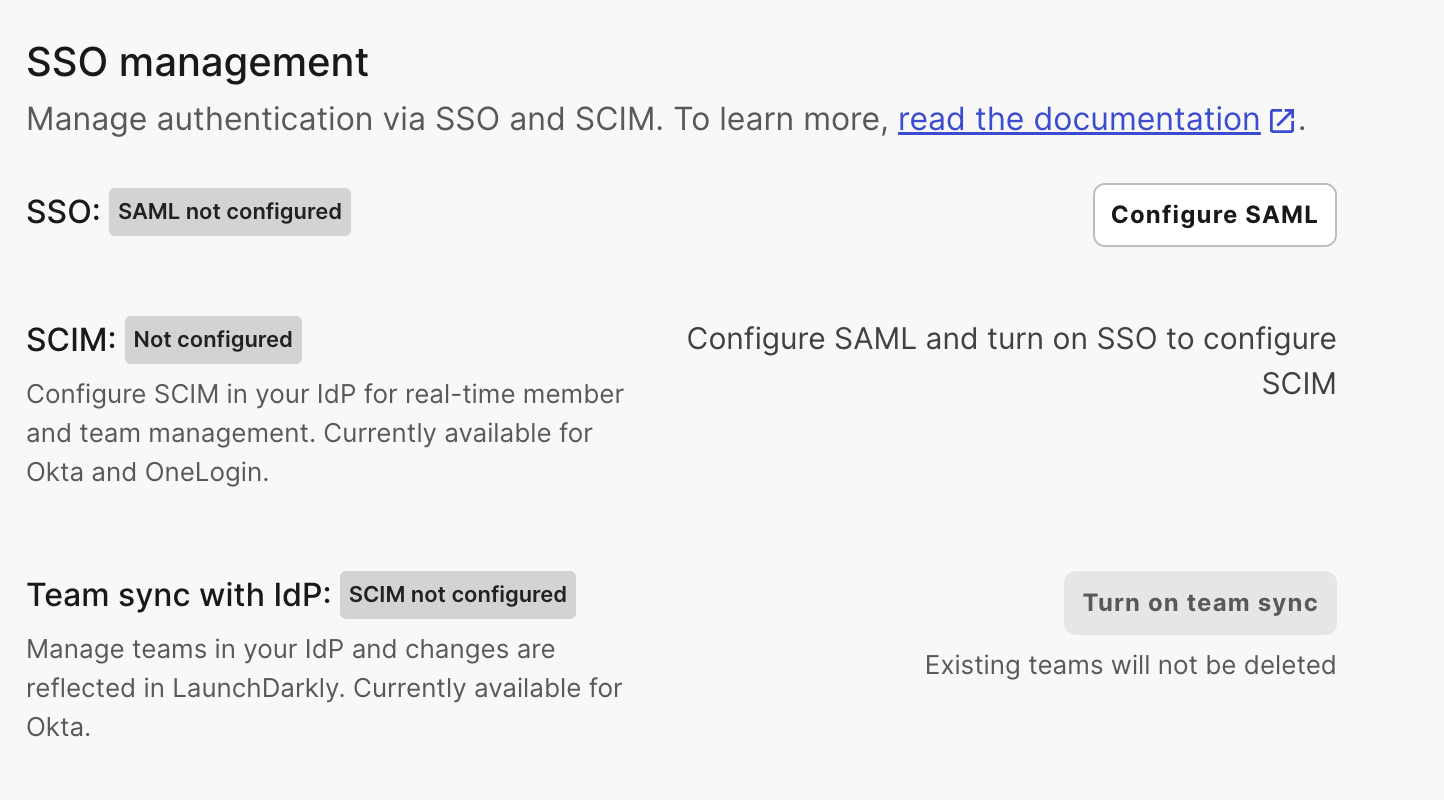 SSO management
Manage authentication via SSO and SCIM. To learn more, read the documentation.
SSO: SAML not configured
Configure SAML
SCIM: Not configured
Configure SCIM in your IdP for real-time member
and team management. Currently available for
Okta and OneLogin.
Configure SAML and turn on SSO to configure
SCIM
Team sync with IdP: SCIM not configured
Manage teams in your IdP and changes are
reflected in LaunchDarkly. Currently available for
Okta.
Turn on team sync
Existing teams will not be deleted